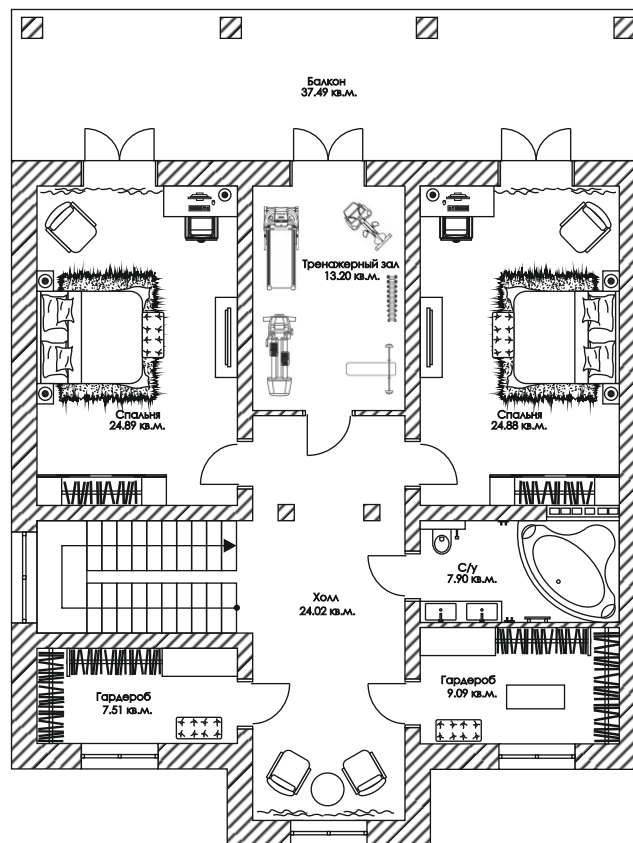 Балкон
37.49 кв.м.
Тренажерный зал
13.20 кв.м.
Спальня
24.89 кв.м.
Спальня
24.88 кв.м.
С/у
7.90 кв.м.
Холл
24.02 кв.м.
Гардероб
7.51 кв.м.
Гардероб
9.09 кв.м.